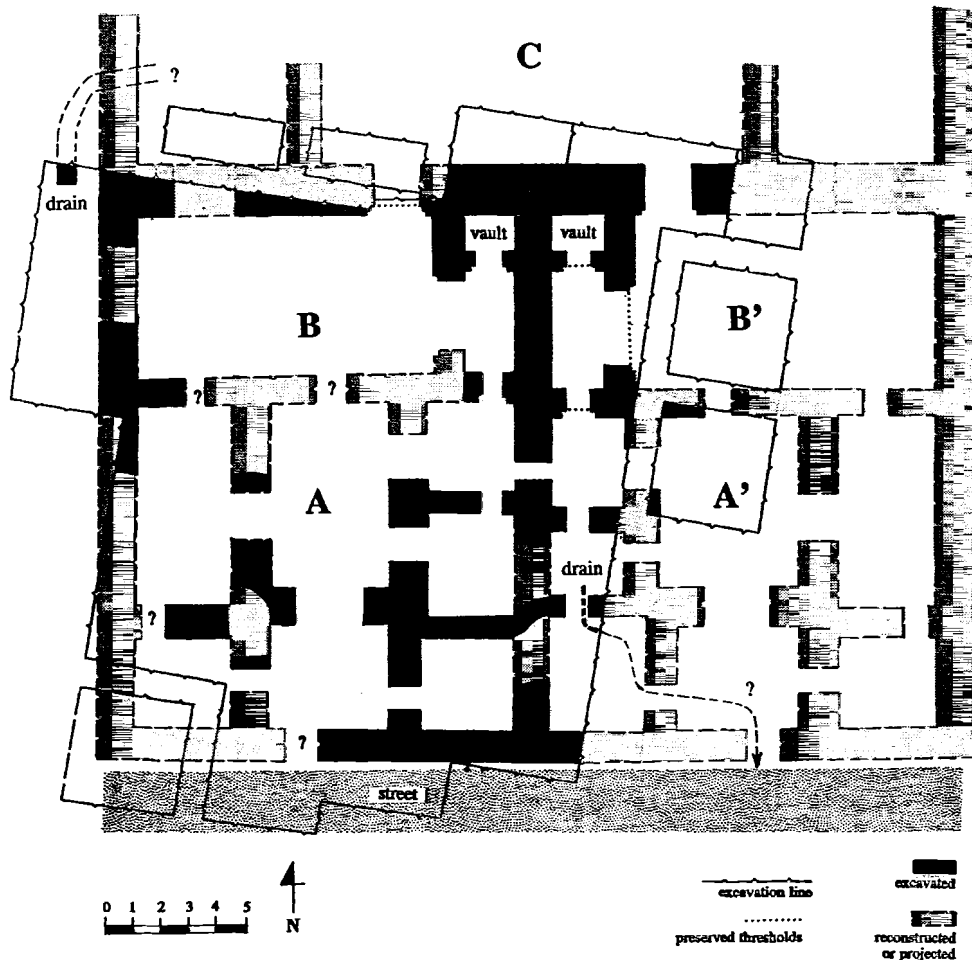 C
?
drain
vault vault
B B'
? ?
A A'
drain
? ?
?
street
0 1 2 3 4 5
N
excavation line
excavated
preserved thresholds
reconstructed
or projected